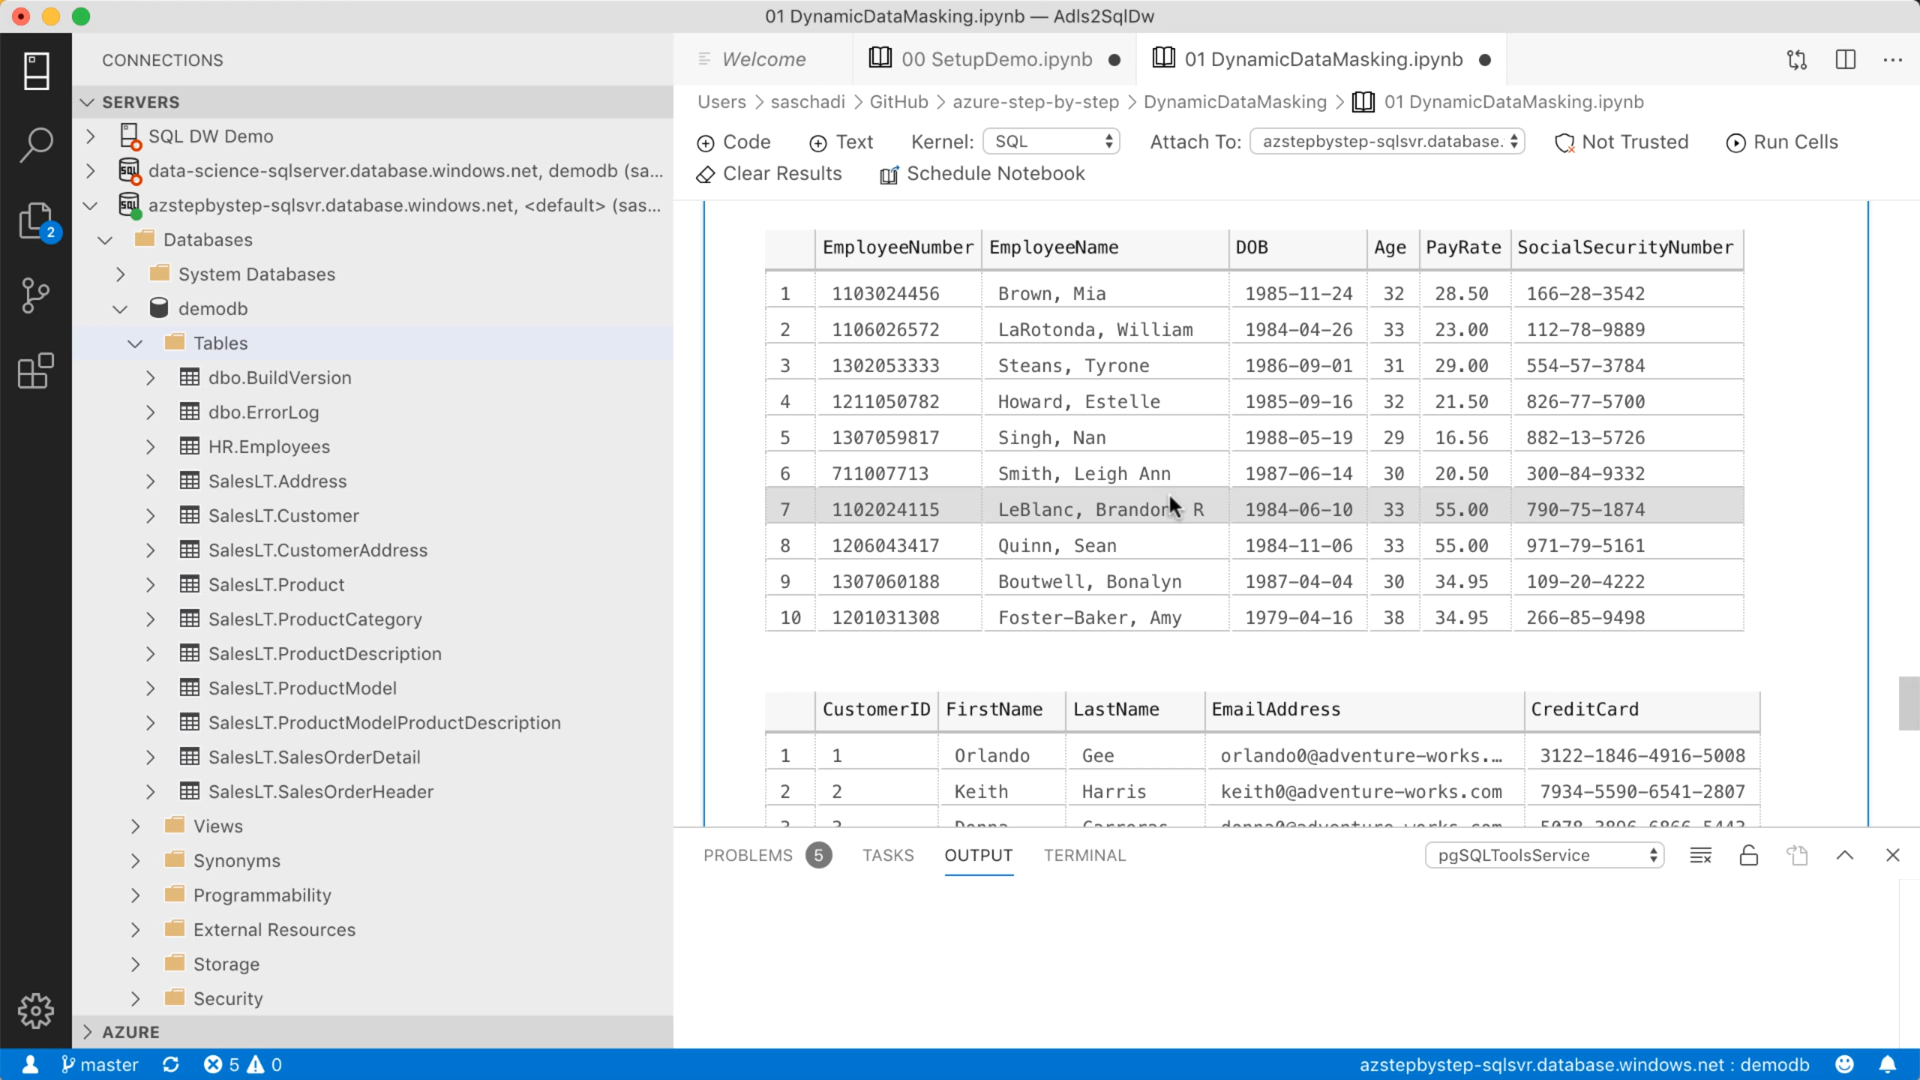 01 DynamicDataMasking.ipynb — Adls2SqlDw
CONNECTIONS
SERVERS
SQL DW Demo
data-science-sqlserver.database.windows.net, demodb (sa...
azstepbystep-sqlsvr.database.windows.net, <default> (sas...
Databases
System Databases
demodb
Tables
dbo.BuildVersion
dbo.ErrorLog
HR.Employees
SalesLT.Address
SalesLT.Customer
SalesLT.CustomerAddress
SalesLT.Product
SalesLT.ProductCategory
SalesLT.ProductDescription
SalesLT.ProductModel
SalesLT.ProductModelProductDescription
SalesLT.SalesOrderDetail
SalesLT.SalesOrderHeader
Views
Synonyms
Programmability
External Resources
Storage
Security
AZURE
2
Welcome 00 SetupDemo.ipynb 01 DynamicDataMasking.ipynb
Users > saschadi > GitHub > azure-step-by-step > DynamicDataMasking > 01 DynamicDataMasking.ipynb
Code Text Kernel: SQL Attach To: azstepbystep-sqlsvr.database. Not Trusted Run Cells
Clear Results Schedule Notebook
EmployeeNumber EmployeeName DOB Age PayRate SocialSecurityNumber
1 1103024456 Brown, Mia 1985-11-24 32 28.50 166-28-3542
2 1106026572 LaRotonda, William 1984-04-26 33 23.00 112-78-9889
3 1302053333 Steans, Tyrone 1986-09-01 31 29.00 554-57-3784
4 1211050782 Howard, Estelle 1985-09-16 32 21.50 826-77-5700
5 1307059817 Singh, Nan 1988-05-19 29 16.56 882-13-5726
6 711007713 Smith, Leigh Ann 1987-06-14 30 20.50 300-84-9332
7 1102024115 LeBlanc, Brandon R 1984-06-10 33 55.00 790-75-1874
8 1206043417 Quinn, Sean 1984-11-06 33 55.00 971-79-5161
9 1307060188 Boutwell, Bonalyn 1987-04-04 30 34.95 109-20-4222
10 1201031308 Foster-Baker, Amy 1979-04-16 38 34.95 266-85-9498
CustomerID FirstName LastName EmailAddress CreditCard
1 1 Orlando Gee orlando0@adventure-works.… 3122-1846-4916-5008
2 2 Keith Harris keith0@adventure-works.com 7934-5590-6541-2807
PROBLEMS 5 TASKS OUTPUT TERMINAL pgSQLToolsService
master 5 0 azstepbystep-sqlsvr.database.windows.net : demodb